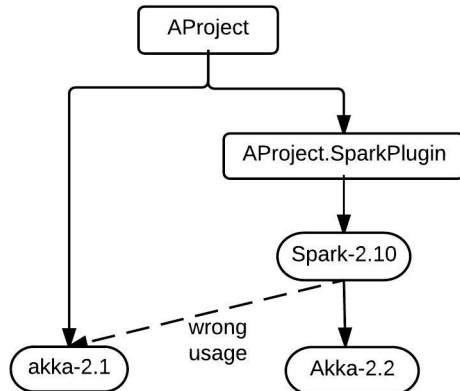 AProject
AProject.SparkPlugin
Spark-2.10
wrong
usage
akka-2.1
Akka-2.2